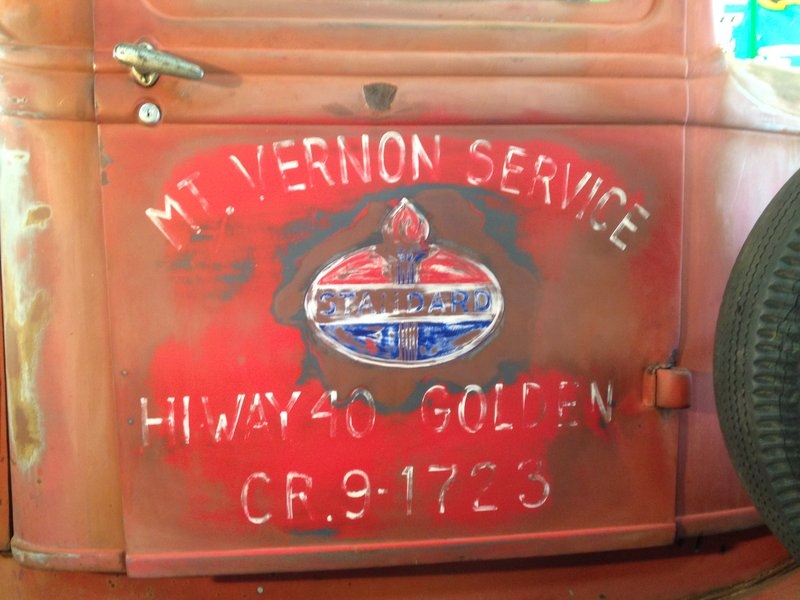 MT. VERNON SERVICE
STANDARD
HI-WAY 40 GOLDEN
CR. 9-1723